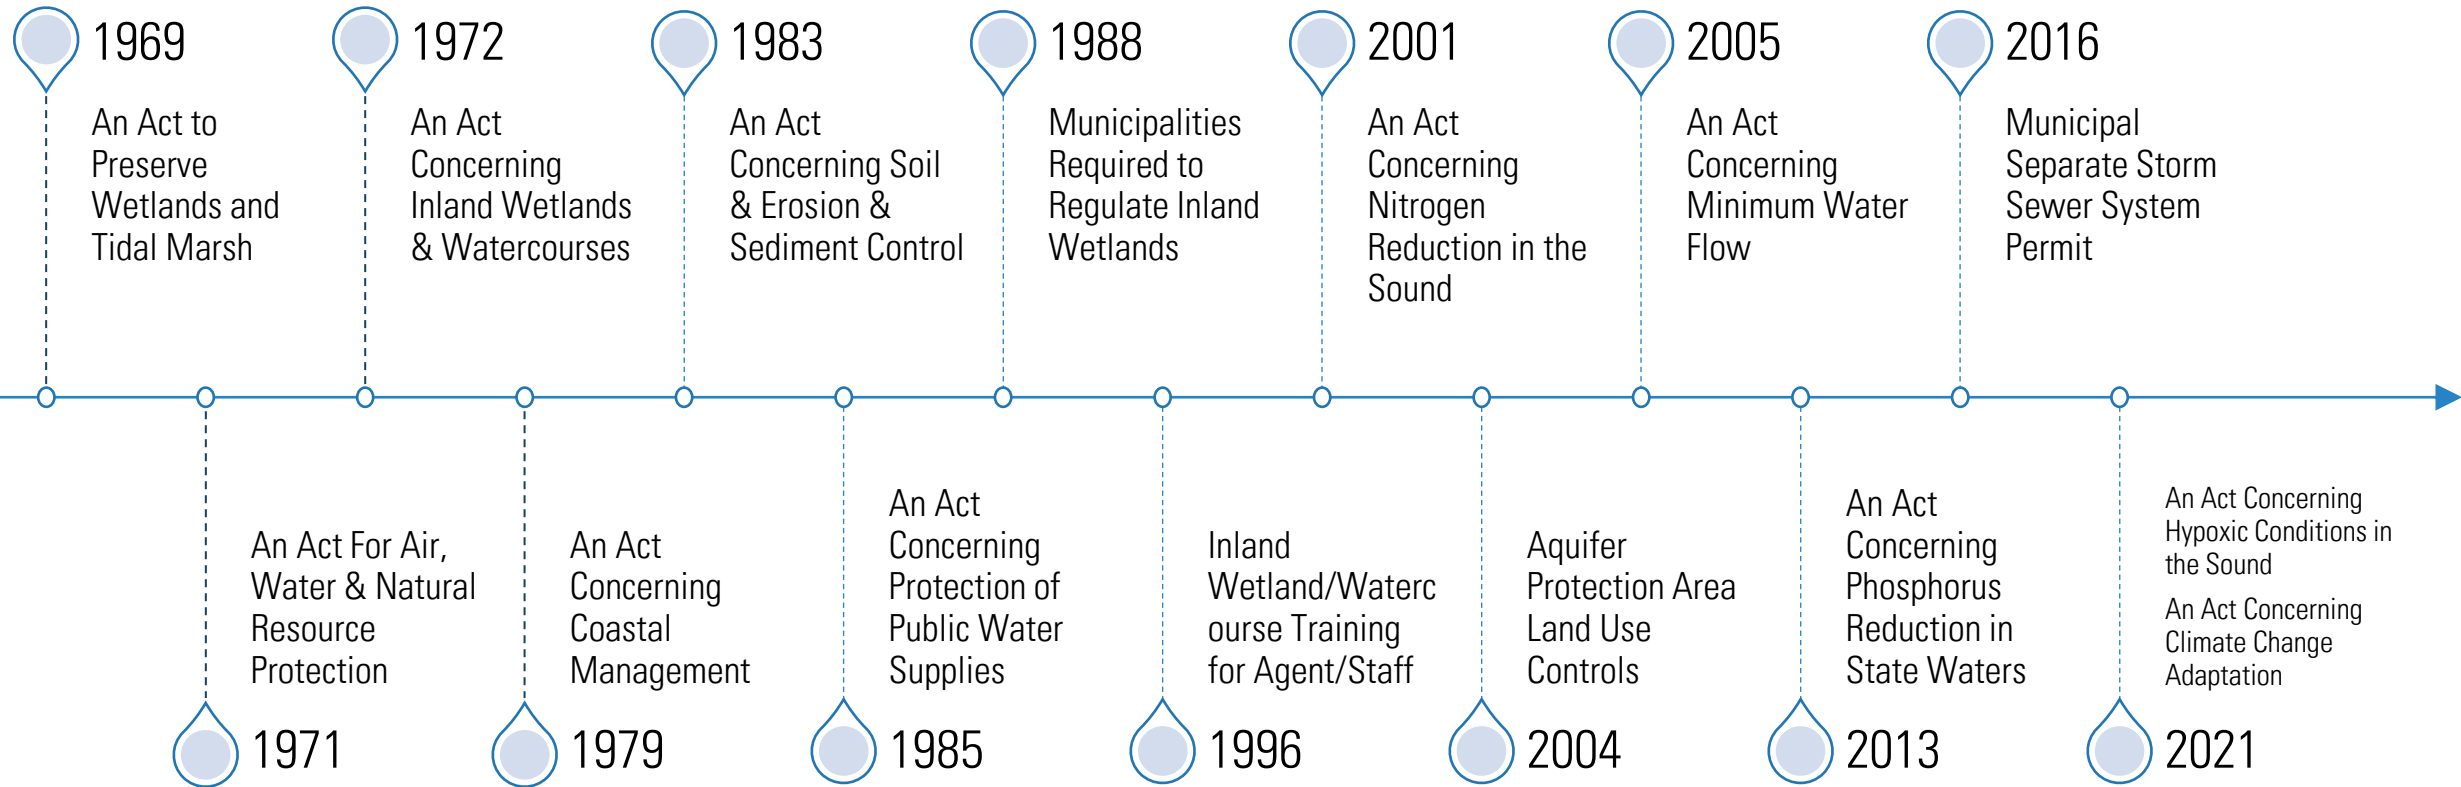 1969
An Act to
Preserve
Wetlands and
Tidal Marsh
1972
An Act
Concerning
Inland Wetlands
& Watercourses
1983
An Act
Concerning Soil
& Erosion &
Sediment Control
1988
Municipalities
Required to
Regulate Inland
Wetlands
2001
An Act
Concerning
Nitrogen
Reduction in the
Sound
2005
An Act
Concerning
Minimum Water
Flow
2016
Municipal
Separate Storm
Sewer System
Permit
An Act For Air,
Water & Natural
Resource
Protection
1971
An Act
Concerning
Coastal
Management
1979
An Act
Concerning
Protection of
Public Water
Supplies
1985
Inland
Wetland/Waterc
ourse Training
for Agent/Staff
1996
Aquifer
Protection Area
Land Use
Controls
2004
An Act
Concerning
Phosphorus
Reduction in
State Waters
2013
An Act Concerning
Hypoxic Conditions in
the Sound
An Act Concerning
Climate Change
Adaptation
2021